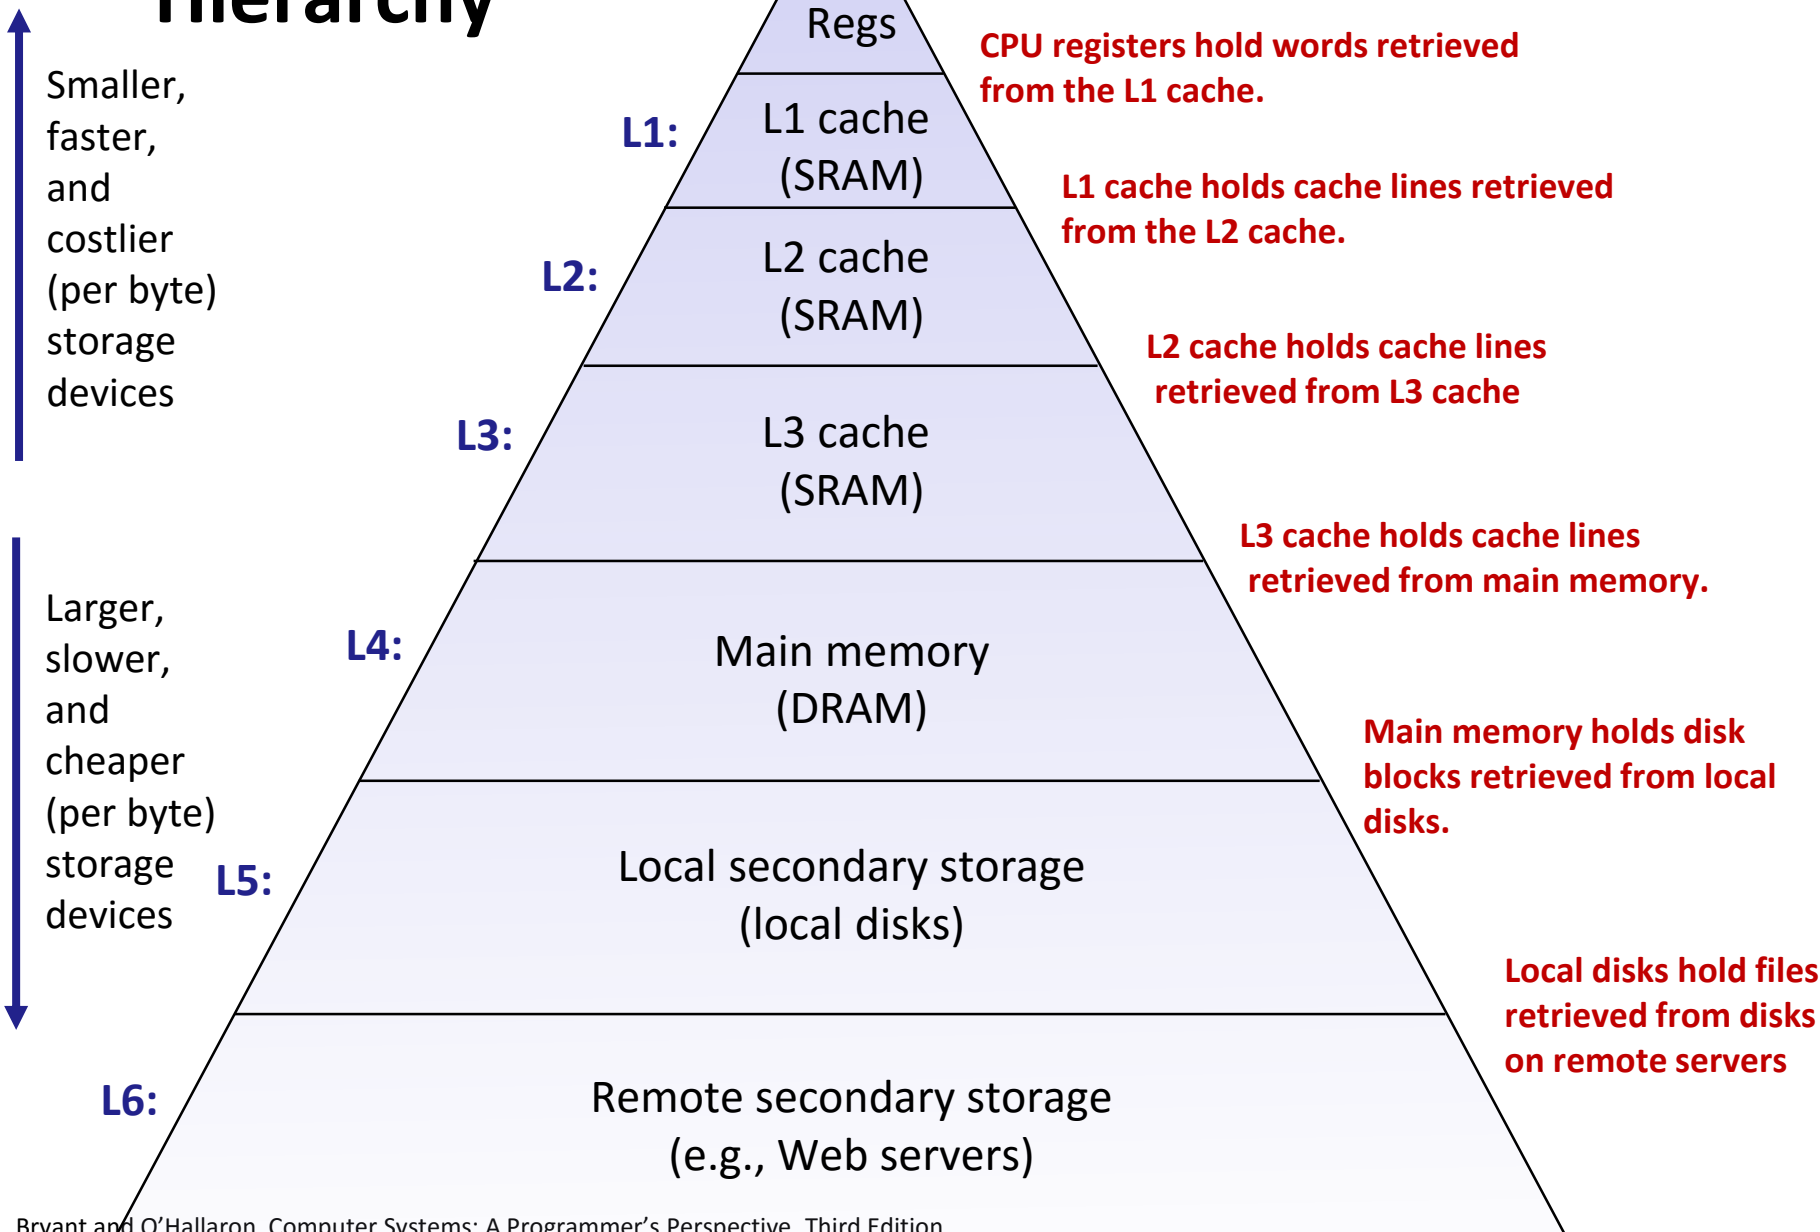 Hierarchy
Regs
CPU registers hold words retrieved
from the L1 cache.
Smaller,
faster,
and
costlier
(per byte)
storage
devices
L1:
L1 cache
(SRAM)
L1 cache holds cache lines retrieved
from the L2 cache.
L2:
L2 cache
(SRAM)
L2 cache holds cache lines
retrieved from L3 cache
L3:
L3 cache
(SRAM)
L3 cache holds cache lines
retrieved from main memory.
Larger,
slower,
and
cheaper
(per byte)
storage
devices
L4:
Main memory
(DRAM)
Main memory holds disk
blocks retrieved from local
disks.
L5:
Local secondary storage
(local disks)
Local disks hold files
retrieved from disks
on remote servers
L6:
Remote secondary storage
(e.g., Web servers)
Bryant and O'Hallaron, Computer Systems: A Programmer's Perspective, Third Edition